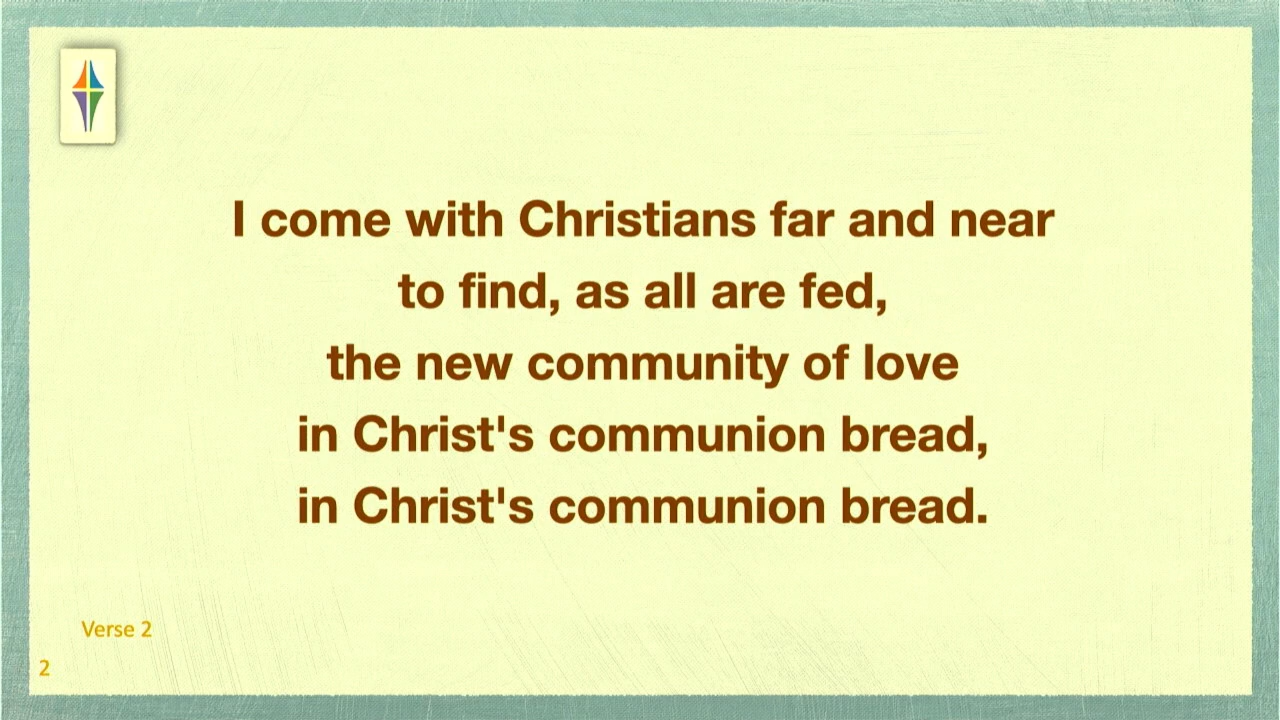 I come with Christians far and near
to find, as all are fed,
the new community of love
in Christ's communion bread,
in Christ's communion bread.
Verse 2
2